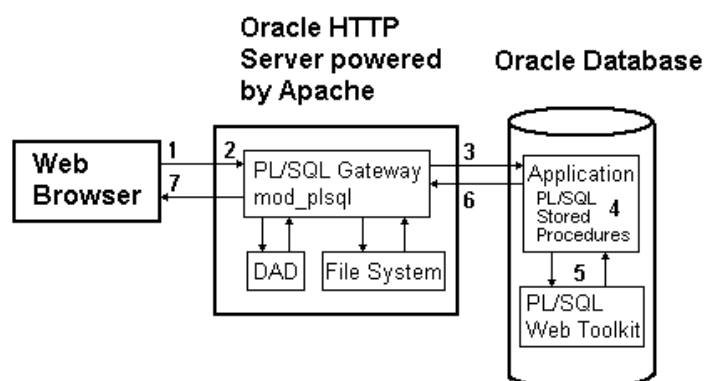 Oracle HTTP
Server powered
by Apache
Oracle Database
Web
Browser
1
2
7
PL/SQL Gateway
mod_plsql
DAD
File System
3
6
Application
PL/SQL
Stored
Procedures
4
5
PL/SQL
Web Toolkit